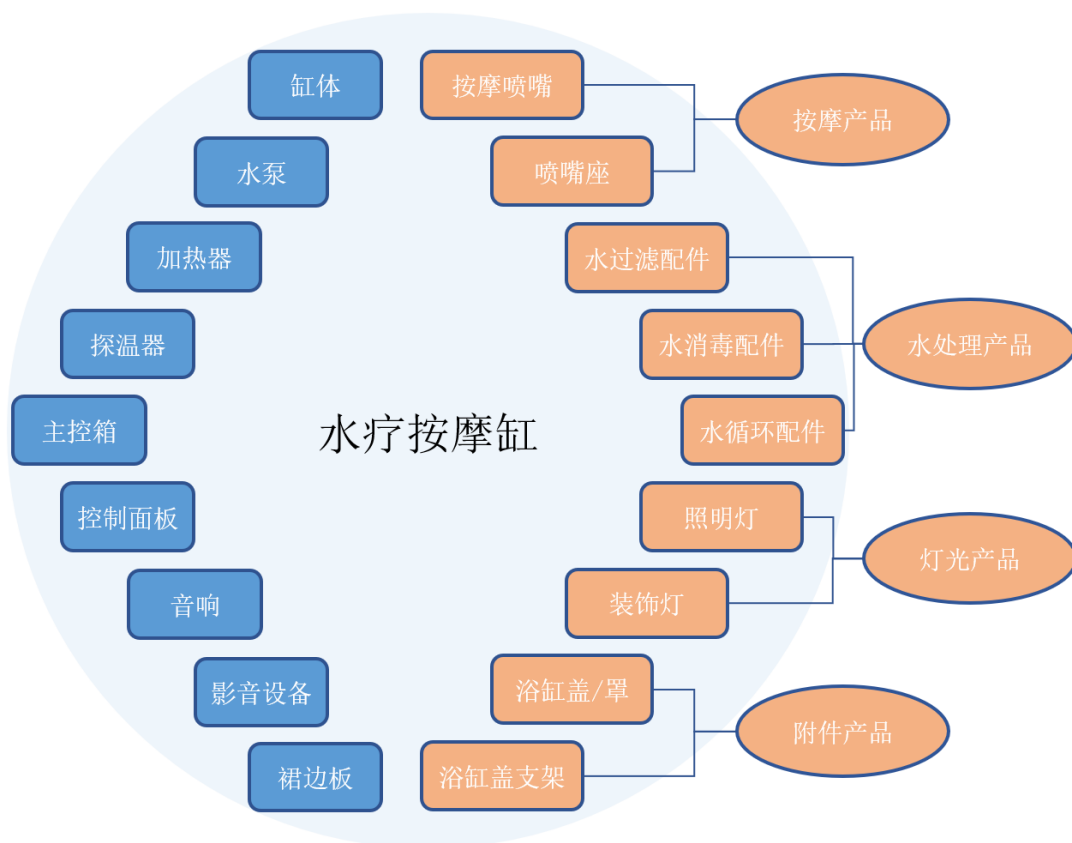 缸体
按摩喷嘴
按摩产品
水泵
喷嘴座
加热器
水过滤配件
探温器
水消毒配件
水处理产品
主控箱
水疗按摩缸
水循环配件
控制面板
照明灯
灯光产品
音响
装饰灯
影音设备
浴缸盖/罩
附件产品
裙边板
浴缸盖支架